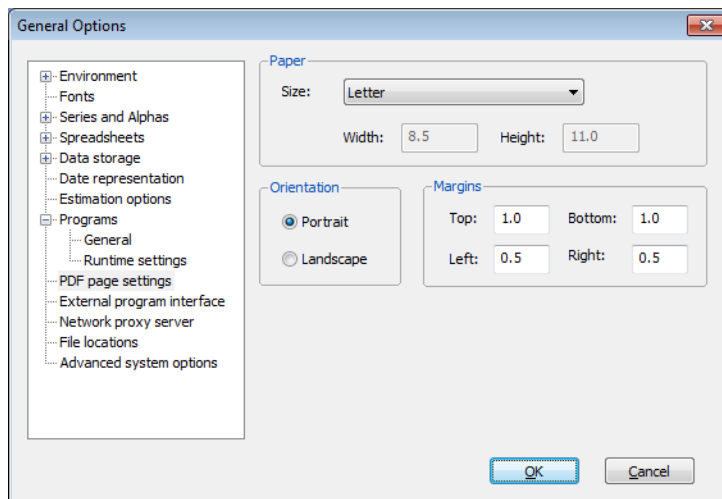 General Options
Environment
Fonts
Series and Alphas
Spreadsheets
Data storage
Date representation
Estimation options
Programs
General
Runtime settings
PDF page settings
External program interface
Network proxy server
File locations
Advanced system options
Paper
Size: Letter
Width: 8.5 Height: 11.0
Orientation
Portrait
Landscape
Margins
Top: 1.0 Bottom: 1.0
Left: 0.5 Right: 0.5
OK Cancel